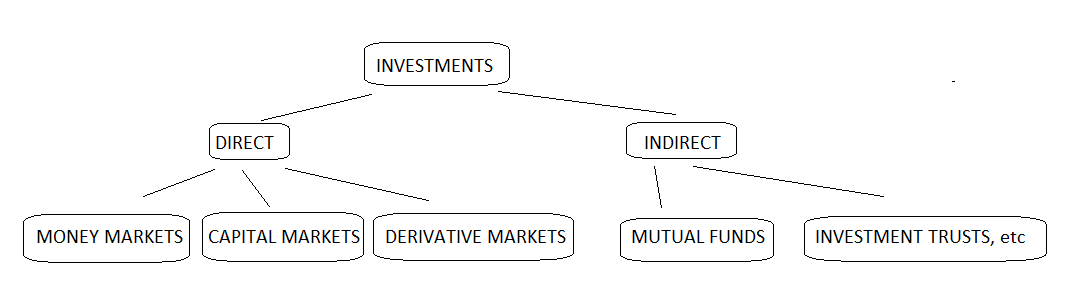 INVESTMENTS
DIRECT
INDIRECT
MONEY MARKETS
CAPITAL MARKETS
DERIVATIVE MARKETS
MUTUAL FUNDS
INVESTMENT TRUSTS, etc